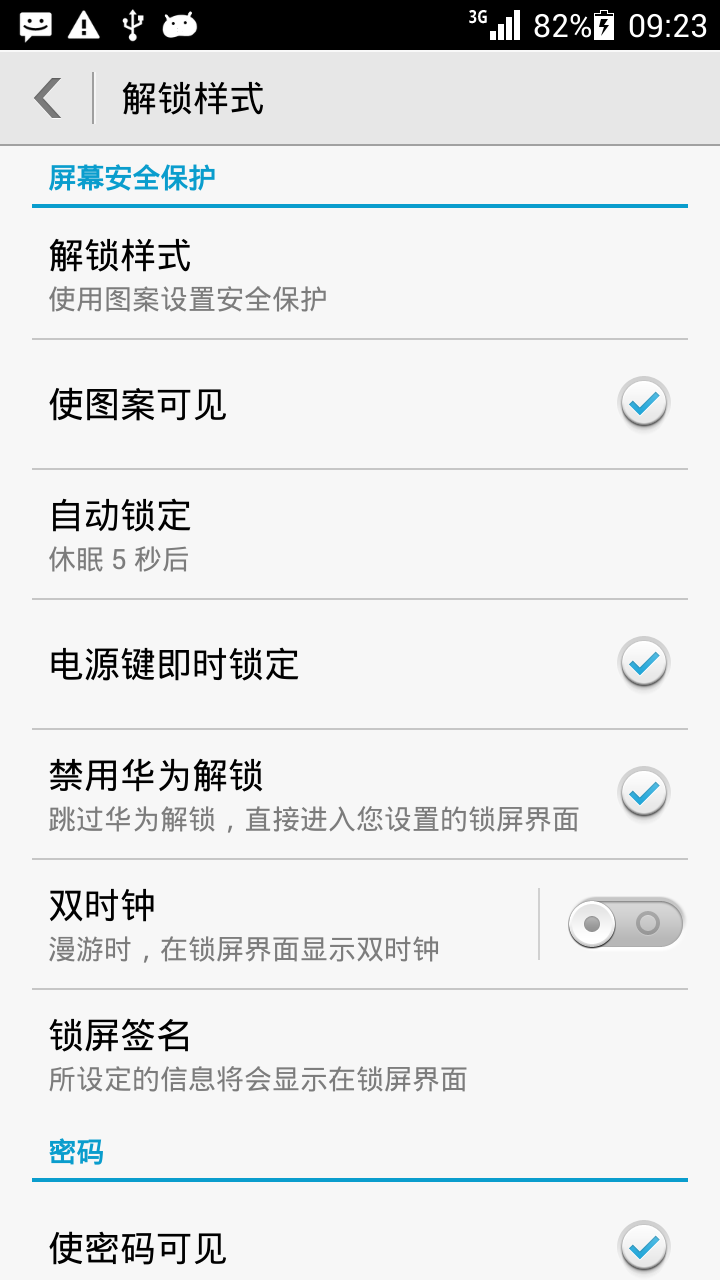 3G 82% 09:23
解锁样式
屏幕安全保护
解锁样式
使用图案设置安全保护
使图案可见
自动锁定
休眠 5 秒后
电源键即时锁定
禁用华为解锁
跳过华为解锁，直接进入您设置的锁屏界面
双时钟
漫游时，在锁屏界面显示双时钟
锁屏签名
所设定的信息将会显示在锁屏界面
密码
使密码可见